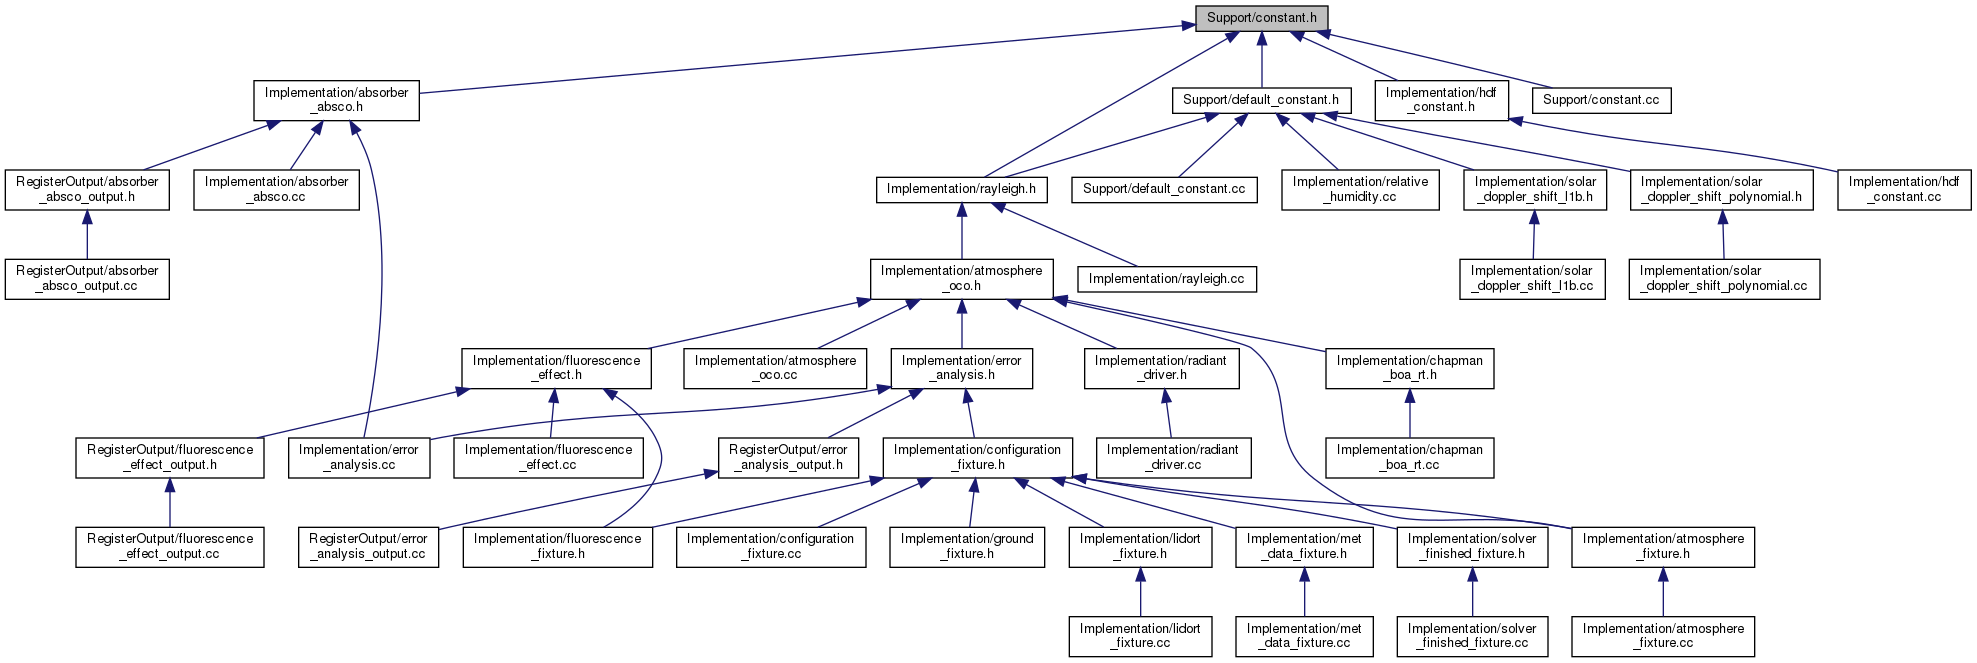 Support/constant.h
Implementation/absorber
_absco.h
Support/default_constant.h
Implementation/hdf
_constant.h
Support/constant.cc
RegisterOutput/absorber
_absco_output.h
Implementation/absorber
_absco.cc
Implementation/rayleigh.h
Support/default_constant.cc
Implementation/relative
_humidity.cc
Implementation/solar
_doppler_shift_l1b.h
Implementation/solar
_doppler_shift_polynomial.h
Implementation/hdf
_constant.cc
RegisterOutput/absorber
_absco_output.cc
Implementation/atmosphere
_oco.h
Implementation/rayleigh.cc
Implementation/solar
_doppler_shift_l1b.cc
Implementation/solar
_doppler_shift_polynomial.cc
Implementation/fluorescence
_effect.h
Implementation/atmosphere
_oco.cc
Implementation/error
_analysis.h
Implementation/radiant
_driver.h
Implementation/chapman
_boa_rt.h
RegisterOutput/fluorescence
_effect_output.h
Implementation/error
_analysis.cc
Implementation/fluorescence
_effect.cc
RegisterOutput/error
_analysis_output.h
Implementation/configuration
_fixture.h
Implementation/radiant
_driver.cc
Implementation/chapman
_boa_rt.cc
RegisterOutput/fluorescence
_effect_output.cc
RegisterOutput/error
_analysis_output.cc
Implementation/fluorescence
_fixture.h
Implementation/configuration
_fixture.cc
Implementation/ground
_fixture.h
Implementation/lidort
_fixture.h
Implementation/met
_data_fixture.h
Implementation/solver
_finished_fixture.h
Implementation/atmosphere
_fixture.h
Implementation/lidort
_fixture.cc
Implementation/met
_data_fixture.cc
Implementation/solver
_finished_fixture.cc
Implementation/atmosphere
_fixture.cc